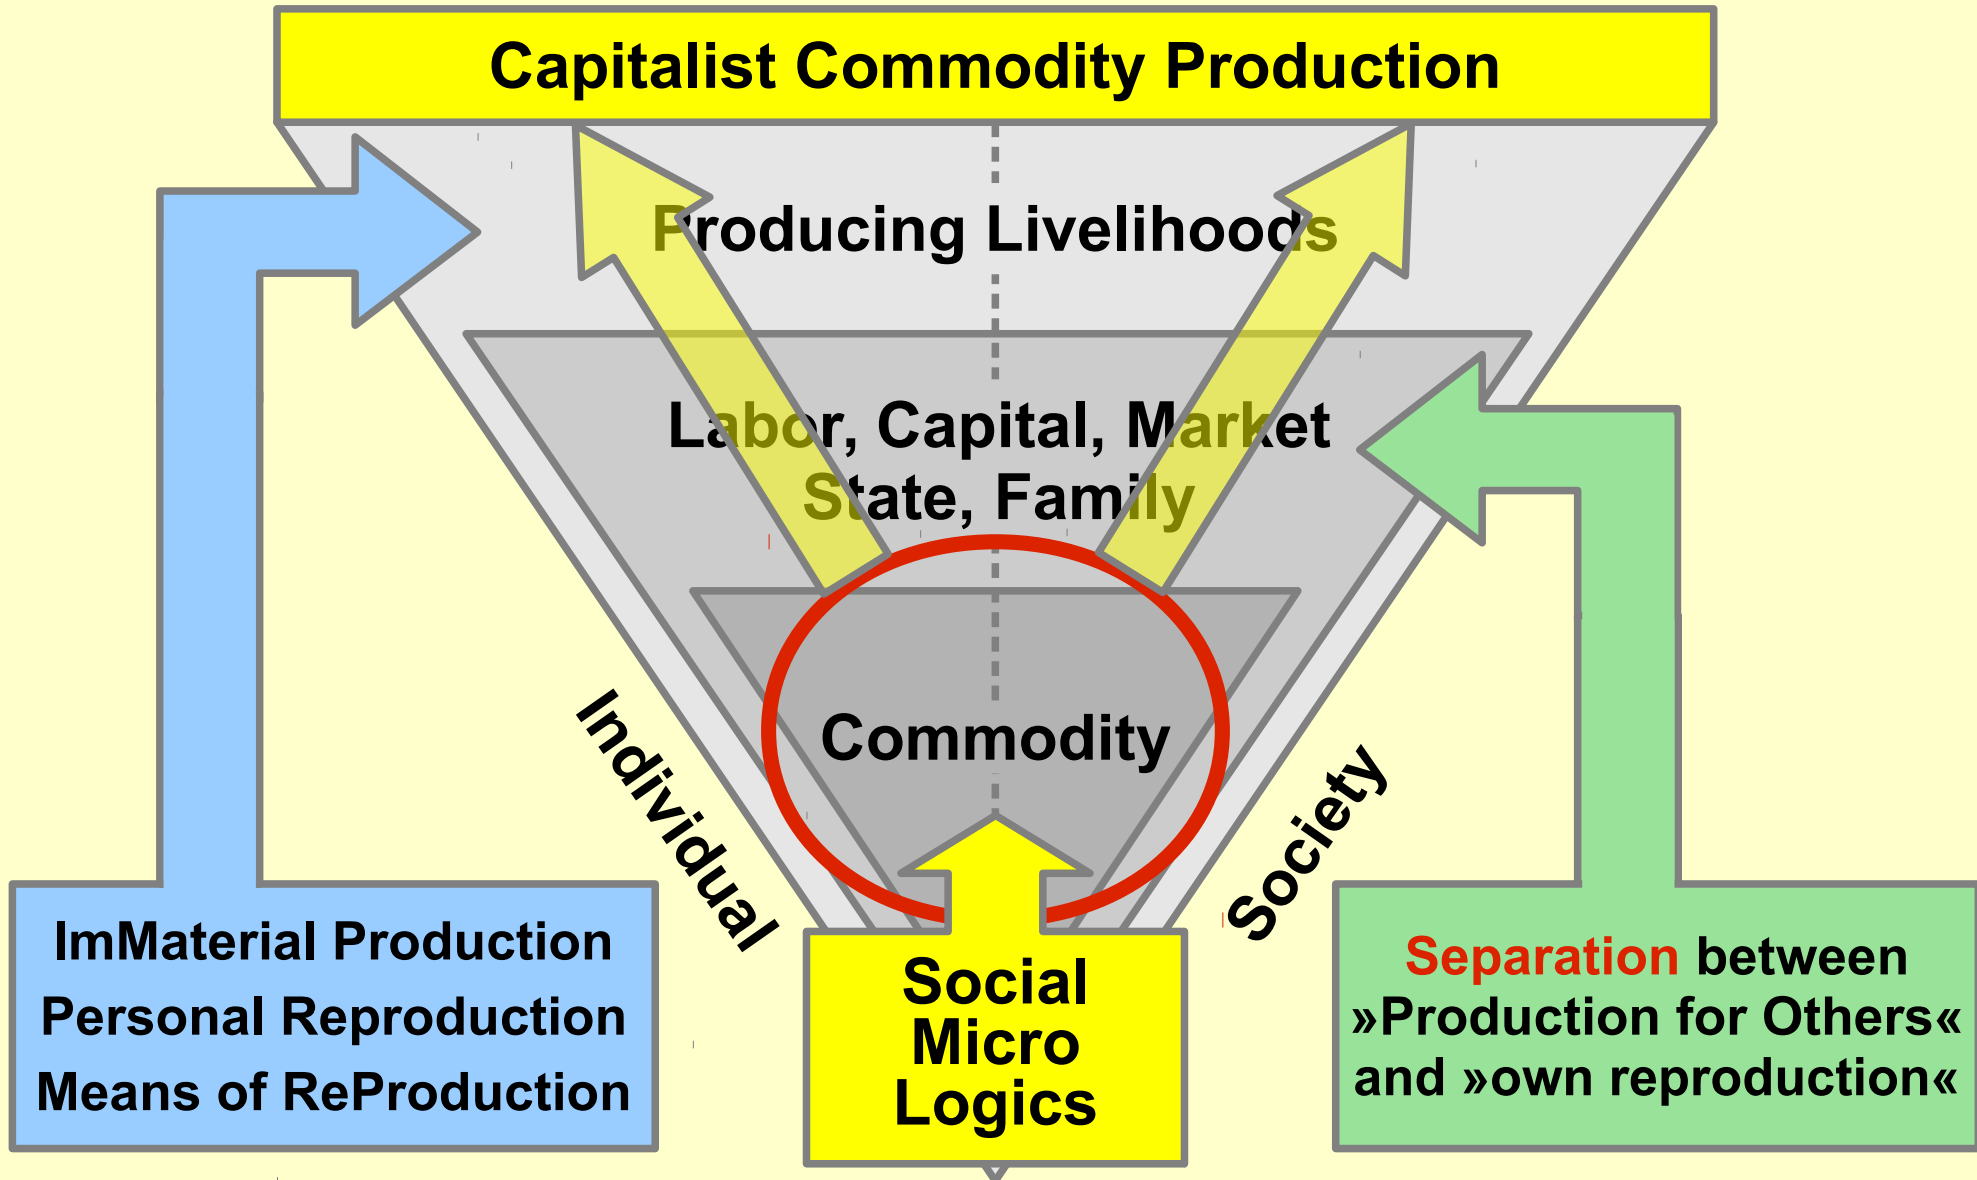 Capitalist Commodity Production
Producing Livelihoods
Labor, Capital, Market
State, Family
Commodity
Individual
Society
ImMaterial Production
Personal Reproduction
Means of ReProduction
Social
Micro
Logics
Separation between
»Production for Others«
and »own reproduction«